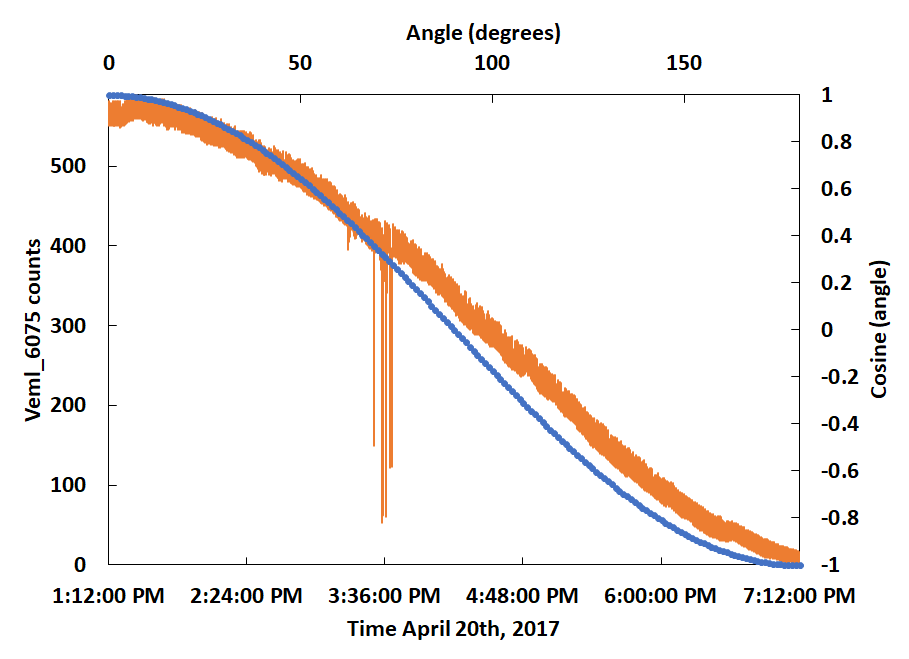 Angle (degrees)
0 50 100 150
1
0.8
500
0.6
400
0.4
0.2
300
0
200
-0.2
-0.4
100
-0.6
-0.8
0
-1
Veml_6075 counts
Cosine (angle)
1:12:00 PM 2:24:00 PM 3:36:00 PM 4:48:00 PM 6:00:00 PM 7:12:00 PM
Time April 20th, 2017